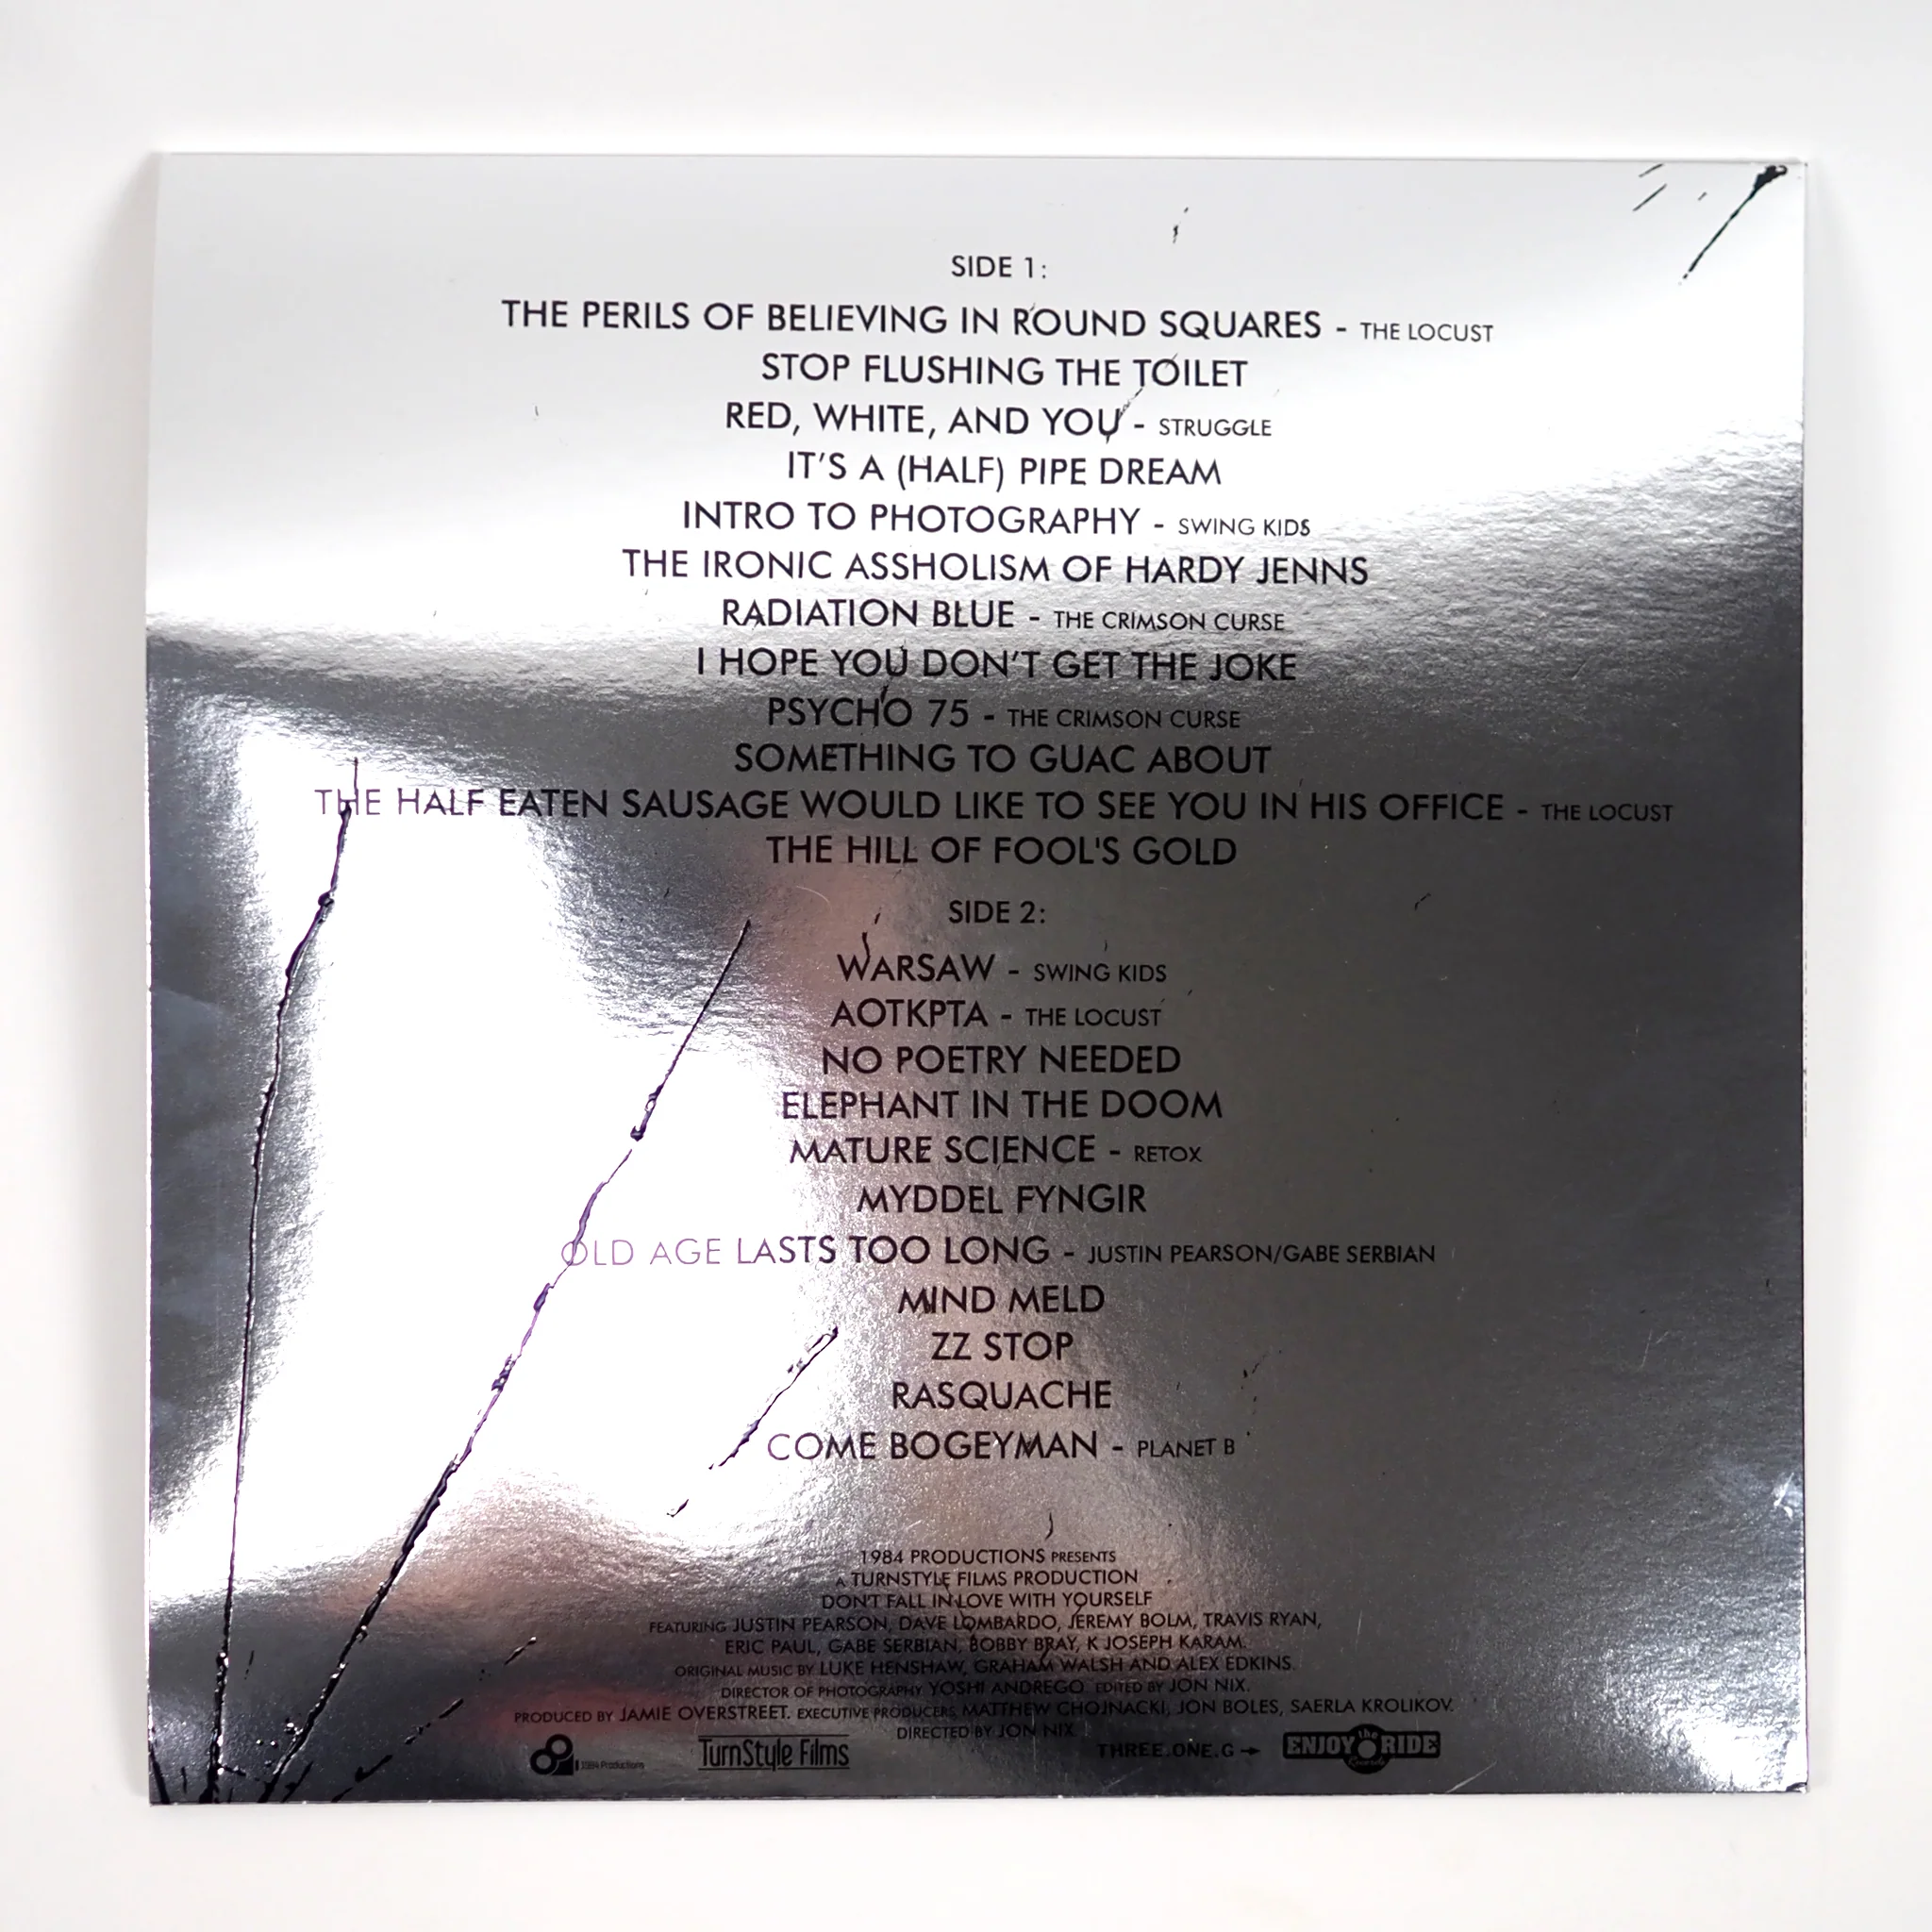 SIDE 1:
THE PERILS OF BELIEVING IN ROUND SQUARES - THE LOCUST
STOP FLUSHING THE TOILET
RED, WHITE, AND YOU - STRUGGLE
IT'S A (HALF) PIPE DREAM
INTRO TO PHOTOGRAPHY - SWING KIDS
THE IRONIC ASSHOLISM OF HARDY JENNS
RADIATION BLUE - THE CRIMSON CURSE
I HOPE YOU DON'T GET THE JOKE
PSYCHO 75 - THE CRIMSON CURSE
SOMETHING TO GUAC ABOUT
THE HALF EATEN SAUSAGE WOULD LIKE TO SEE YOU IN HIS OFFICE - THE LOCUST
THE HILL OF FOOL'S GOLD
SIDE 2:
WARSAW - SWING KIDS
AOTKPTA - THE LOCUST
NO POETRY NEEDED
ELEPHANT IN THE DOOM
MATURE SCIENCE - RETOX
MYDDEL FYNGIR
OLD AGE LASTS TOO LONG - JUSTIN PEARSON/GABE SERBIAN
MIND MELD
ZZ STOP
RASQUACHE
COME BOGEYMAN - PLANET B
1984 PRODUCTIONS PRESENTS
A TURNSTYLE FILMS PRODUCTION
DON'T FALL IN LOVE WITH YOURSELF
FEATURING JUSTIN PEARSON, DAVE LOMBARDO, JEREMY BOLM, TRAVIS RYAN,
ERIC PAUL, GABE SERBIAN, BOBBY BRAY, K JOSEPH KARAM.
ORIGINAL MUSIC BY LUKE HENSHAW, GRAHAM WALSH AND ALEX EDKINS.
DIRECTOR OF PHOTOGRAPHY YOSHI ANDREGO. EDITED BY JON NIX.
PRODUCED BY JAMIE OVERSTREET. EXECUTIVE PRODUCERS MATTHEW CHOJNACKI, JON BOLES, SAERLA KROLIKOV.
DIRECTED BY JON NIX
1984 Productions TurnStyle Films THREE.ONE.G the ENJOY RIDE Records